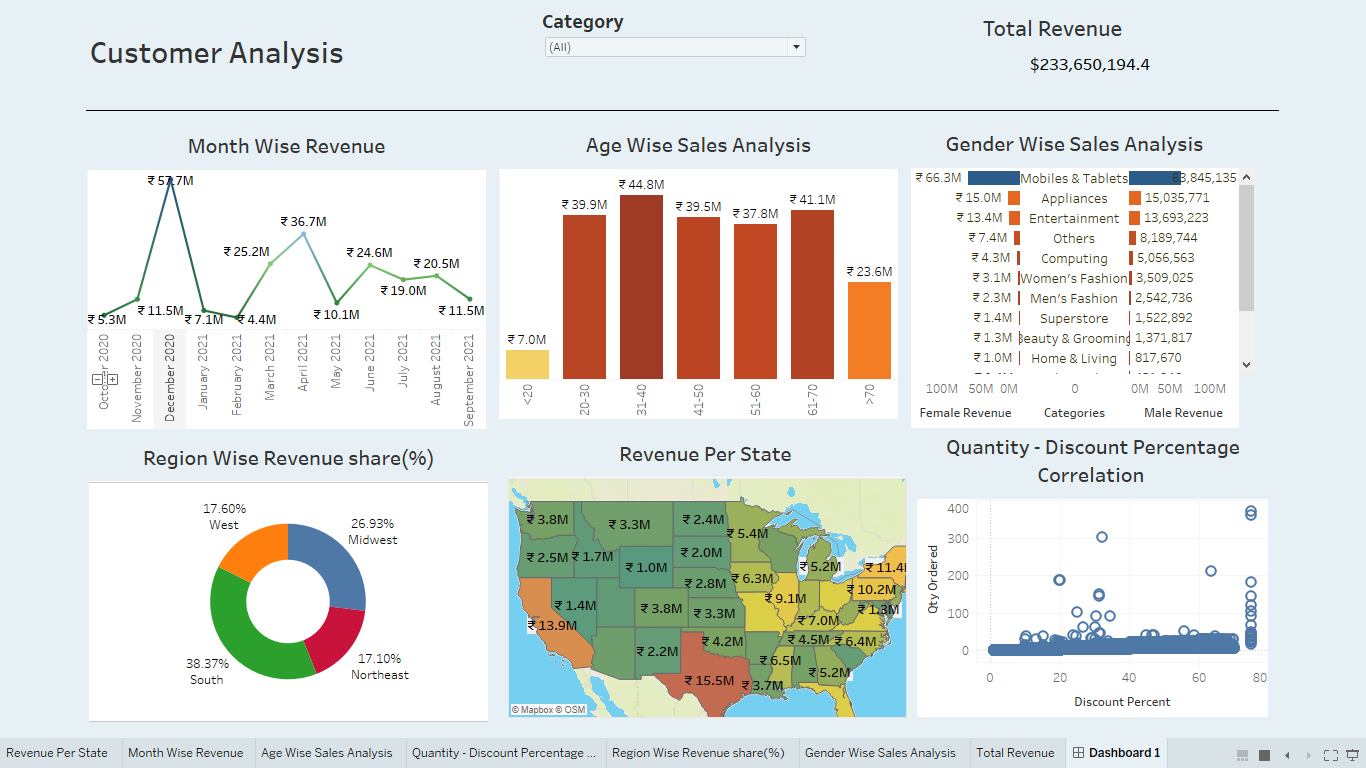 Customer Analysis
Category
(All)
Total Revenue
$233,650,194.4
Month Wise Revenue
₹ 57.7M
₹ 36.7M
₹ 25.2M
₹ 24.6M
₹ 20.5M
₹ 19.0M
₹ 5.3M
₹ 11.5M
₹ 7.1M
₹ 4.4M
₹ 10.1M
₹ 11.5M
October 2020
November 2020
December 2020
January 2021
February 2021
March 2021
April 2021
May 2021
June 2021
July 2021
August 2021
September 2021
Age Wise Sales Analysis
₹ 7.0M
₹ 39.9M
₹ 44.8M
₹ 39.5M
₹ 37.8M
₹ 41.1M
₹ 23.6M
<20
20-30
31-40
41-50
51-60
61-70
>70
Gender Wise Sales Analysis
₹ 66.3M Mobiles & Tablets 63,845,135
₹ 15.0M Appliances 15,035,771
₹ 13.4M Entertainment 13,693,223
₹ 7.4M Others 8,189,744
₹ 4.3M Computing 5,056,563
₹ 3.1M Women's Fashion 3,509,025
₹ 2.3M Men's Fashion 2,542,736
₹ 1.4M Superstore 1,522,892
₹ 1.3M Beauty & Grooming 1,371,817
₹ 1.0M Home & Living 817,670
100M 50M 0M 0 0M 50M 100M
Female Revenue Categories Male Revenue
Region Wise Revenue share(%)
17.60%
West
26.93%
Midwest
38.37%
South
17.10%
Northeast
Revenue Per State
₹ 3.8M
₹ 3.3M
₹ 2.4M
₹ 5.4M
₹ 2.5M
₹ 1.7M
₹ 1.0M
₹ 2.0M
₹ 5.2M
₹ 11.4
₹ 2.8M
₹ 6.3M
₹ 10.2M
₹ 1.4M
₹ 3.8M
₹ 3.3M
₹ 9.1M
₹ 7.0M
₹ 1.3M
₹ 13.9M
₹ 2.2M
₹ 4.2M
₹ 4.5M
₹ 6.4M
₹ 6.5M
₹ 5.2M
₹ 15.5M
₹ 3.7M
© Mapbox © OSM
Quantity - Discount Percentage
Correlation
Qty Ordered
400
300
200
100
0
0 20 40 60 80
Discount Percent
Revenue Per State
Month Wise Revenue
Age Wise Sales Analysis
Quantity - Discount Percentage ...
Region Wise Revenue share(%)
Gender Wise Sales Analysis
Total Revenue
Dashboard 1